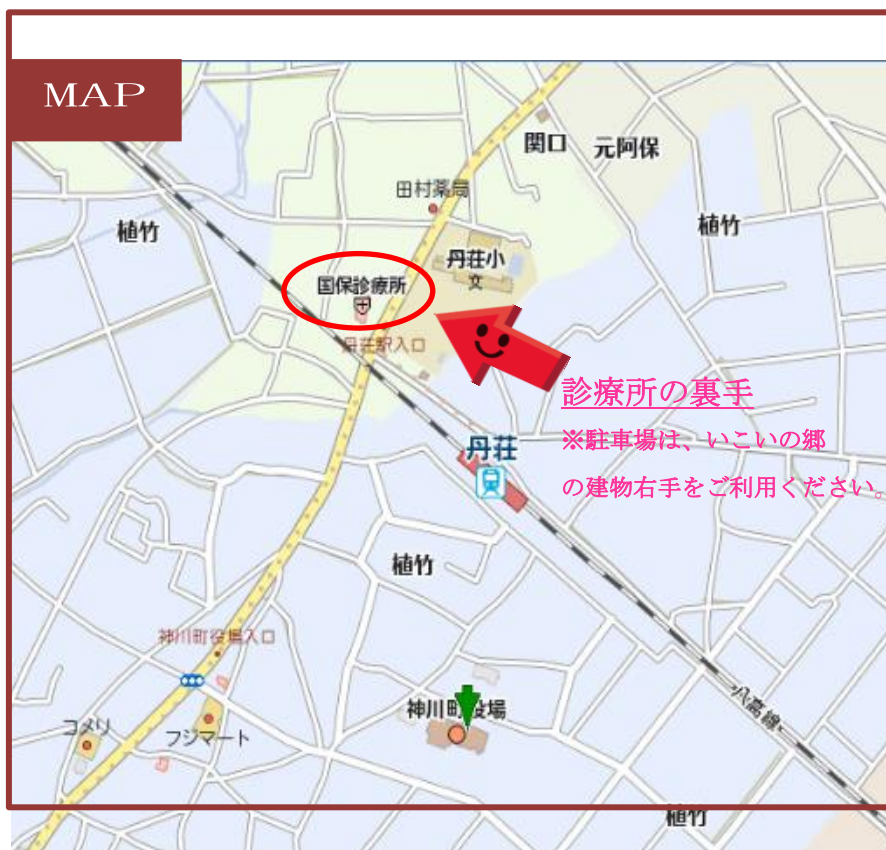 MAP
関口
元阿保
田村薬局
植竹
植竹
丹荘小
文
国保診療所
丹荘駅入口
診療所の裏手
※駐車場は、いこいの郷
の建物右手をご利用ください。
丹荘
植竹
神川町役場入口
八高線
コメリ
フジマート
神川町役場
植竹